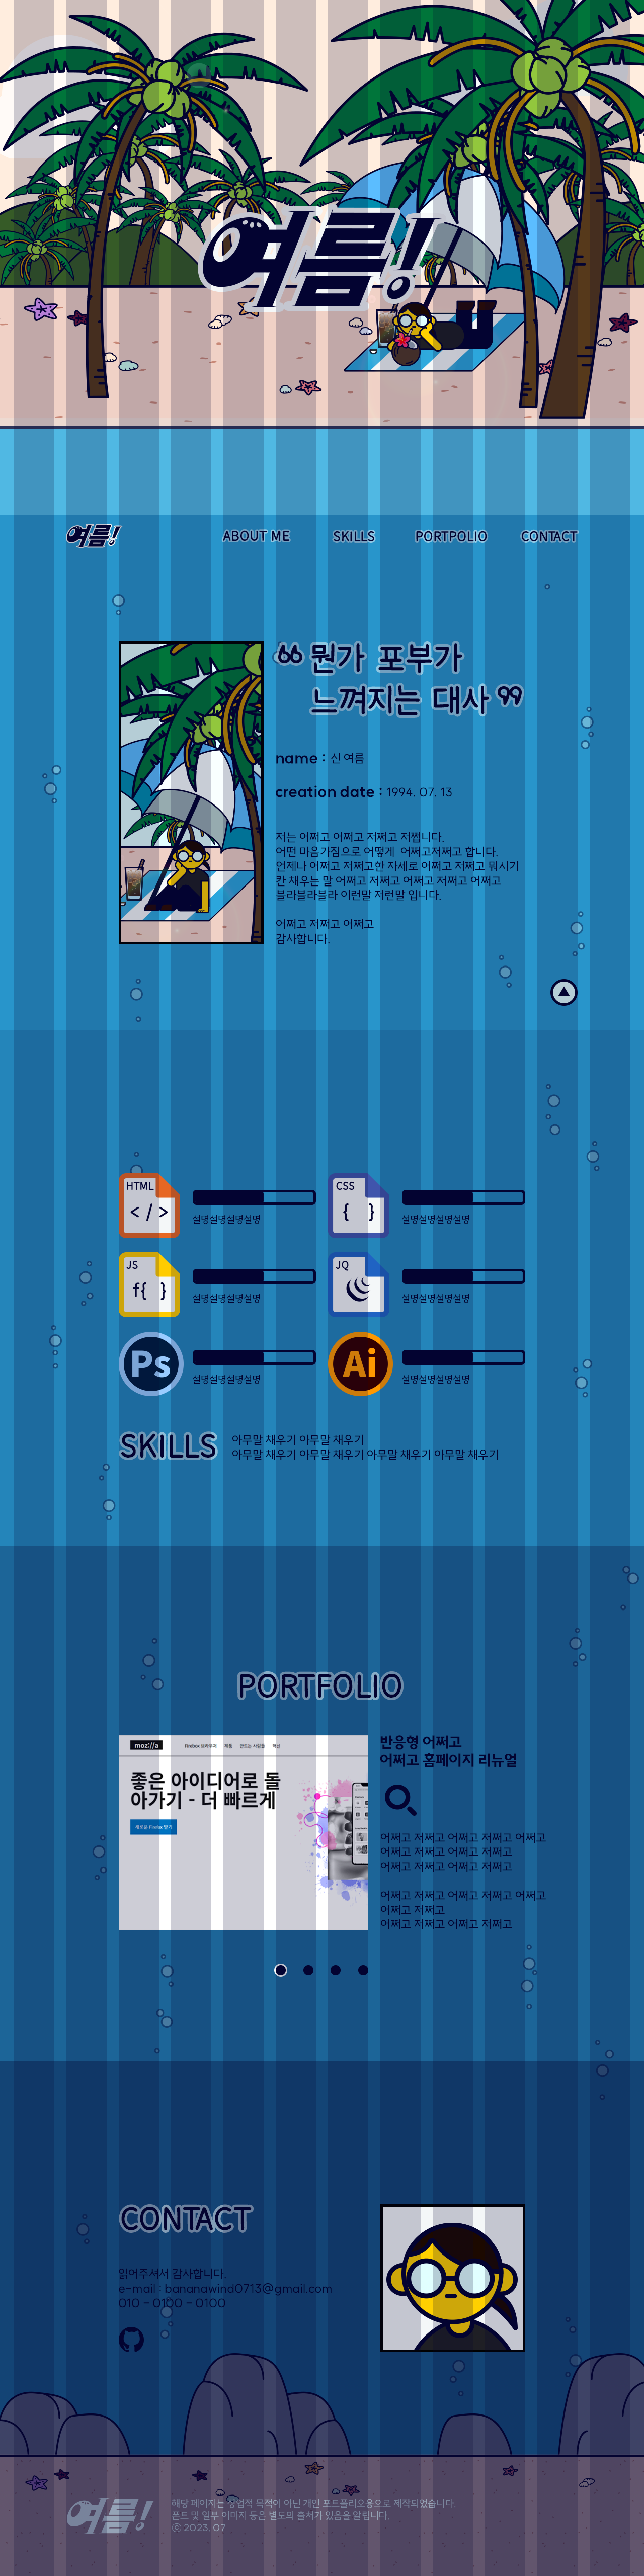 여름!
여름!
ABOUT ME
SKILLS
PORTPOLIO
CONTACT
❝ 뭔가 포부가
느껴지는 대사 ❞
name : 신 여름
creation date : 1994. 07. 13
저는 어쩌고 어쩌고 저쩌고 저쩝니다.
어떤 마음가짐으로 어떻게 어쩌고저쩌고 합니다.
언제나 어쩌고 저쩌고한 자세로 어쩌고 저쩌고 뭐시기
칸 채우는 말 어쩌고 저쩌고 어쩌고 저쩌고 어쩌고
블라블라블라 이런말 저런말 입니다.
어쩌고 저쩌고 어쩌고
감사합니다.
HTML
< / >
설명설명설명설명
CSS
{ }
설명설명설명설명
JS
f{ }
설명설명설명설명
JQ
설명설명설명설명
Ps
설명설명설명설명
Ai
설명설명설명설명
SKILLS
아무말 채우기 아무말 채우기
아무말 채우기 아무말 채우기 아무말 채우기 아무말 채우기
PORTFOLIO
moz://a
Firefox 브라우저
제품
만드는 사람들
혁신
좋은 아이디어로 돌
아가기 - 더 빠르게
새로운 Firefox 받기
반응형 어쩌고
어쩌고 홈페이지 리뉴얼
어쩌고 저쩌고 어쩌고 저쩌고 어쩌고
어쩌고 저쩌고 어쩌고 저쩌고
어쩌고 저쩌고 어쩌고 저쩌고
어쩌고 저쩌고 어쩌고 저쩌고 어쩌고
어쩌고 저쩌고
어쩌고 저쩌고 어쩌고 저쩌고
CONTACT
읽어주셔서 감사합니다.
e-mail : bananawind0713@gmail.com
010 - 0100 - 0100
여름!
해당 페이지는 상업적 목적이 아닌 개인 포트폴리오용으로 제작되었습니다.
폰트 및 일부 이미지 등은 별도의 출처가 있음을 알립니다.
ⓒ 2023. 07